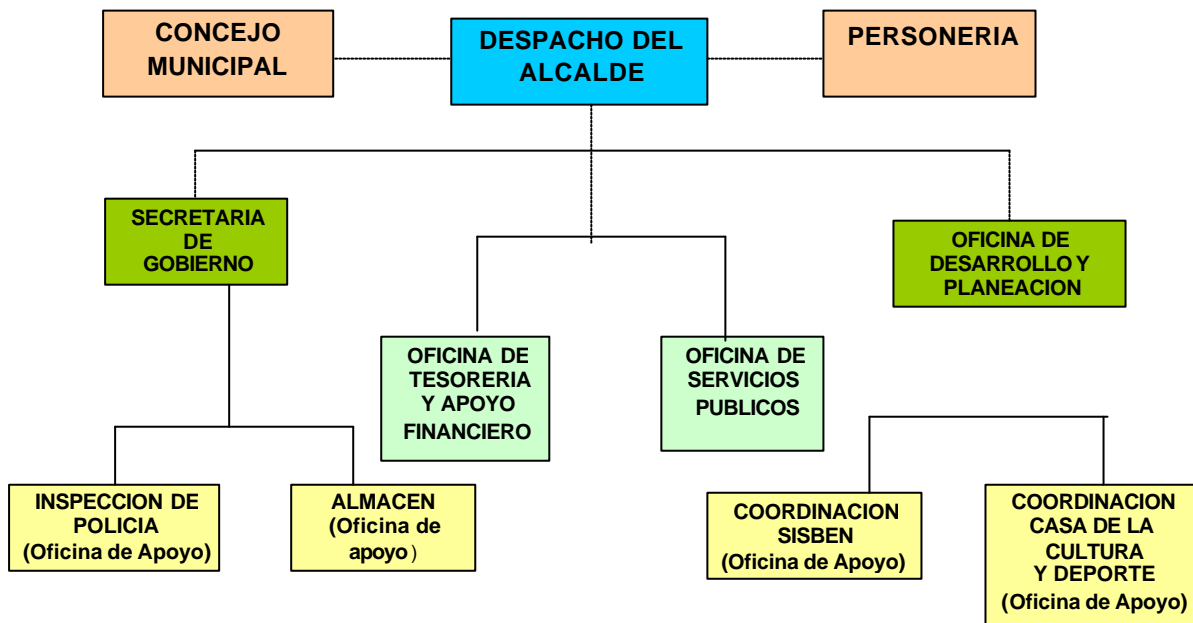 CONCEJO
MUNICIPAL
DESPACHO DEL
ALCALDE
PERSONERIA
SECRETARIA
DE
GOBIERNO
OFICINA DE
DESARROLLO Y
PLANEACION
OFICINA DE
TESORERIA
Y APOYO
FINANCIERO
OFICINA DE
SERVICIOS
PUBLICOS
INSPECCION DE
POLICIA
(Oficina de Apoyo)
ALMACEN
(Oficina de
apoyo)
COORDINACION
SISBEN
(Oficina de Apoyo)
COORDINACION
CASA DE LA
CULTURA
Y DEPORTE
(Oficina de Apoyo)